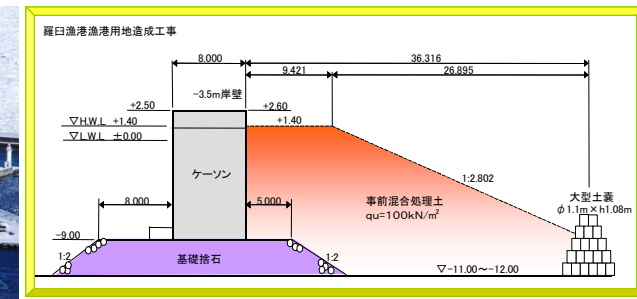 羅臼漁港漁港用地造成工事
8.000
36.316
9.421
26.895
-3.5m岸壁
+2.50
+2.60
▽H.W.L +1.40
+1.40
▽L.W.L ±0.00
1:2.802
ケーソン
大型土嚢
φ1.1m×h1.08m
8.000
5.000
事前混合処理土
qu=100kN/㎡
-9.00
1:2
基礎捨石
1:2
▽-11.00～-12.00